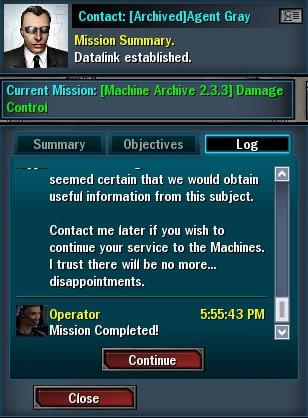 Contact: [Archived]Agent Gray
Mission Summary.
Datalink established.
Current Mission: [Machine Archive 2.3.3] Damage
Control
Summary
Objectives
Log
seemed certain that we would obtain
useful information from this subject.
Contact me later if you wish to
continue your service to the Machines.
I trust there will be no more...
disappointments.
Operator 5:55:43 PM
Mission Completed!
Continue
Close